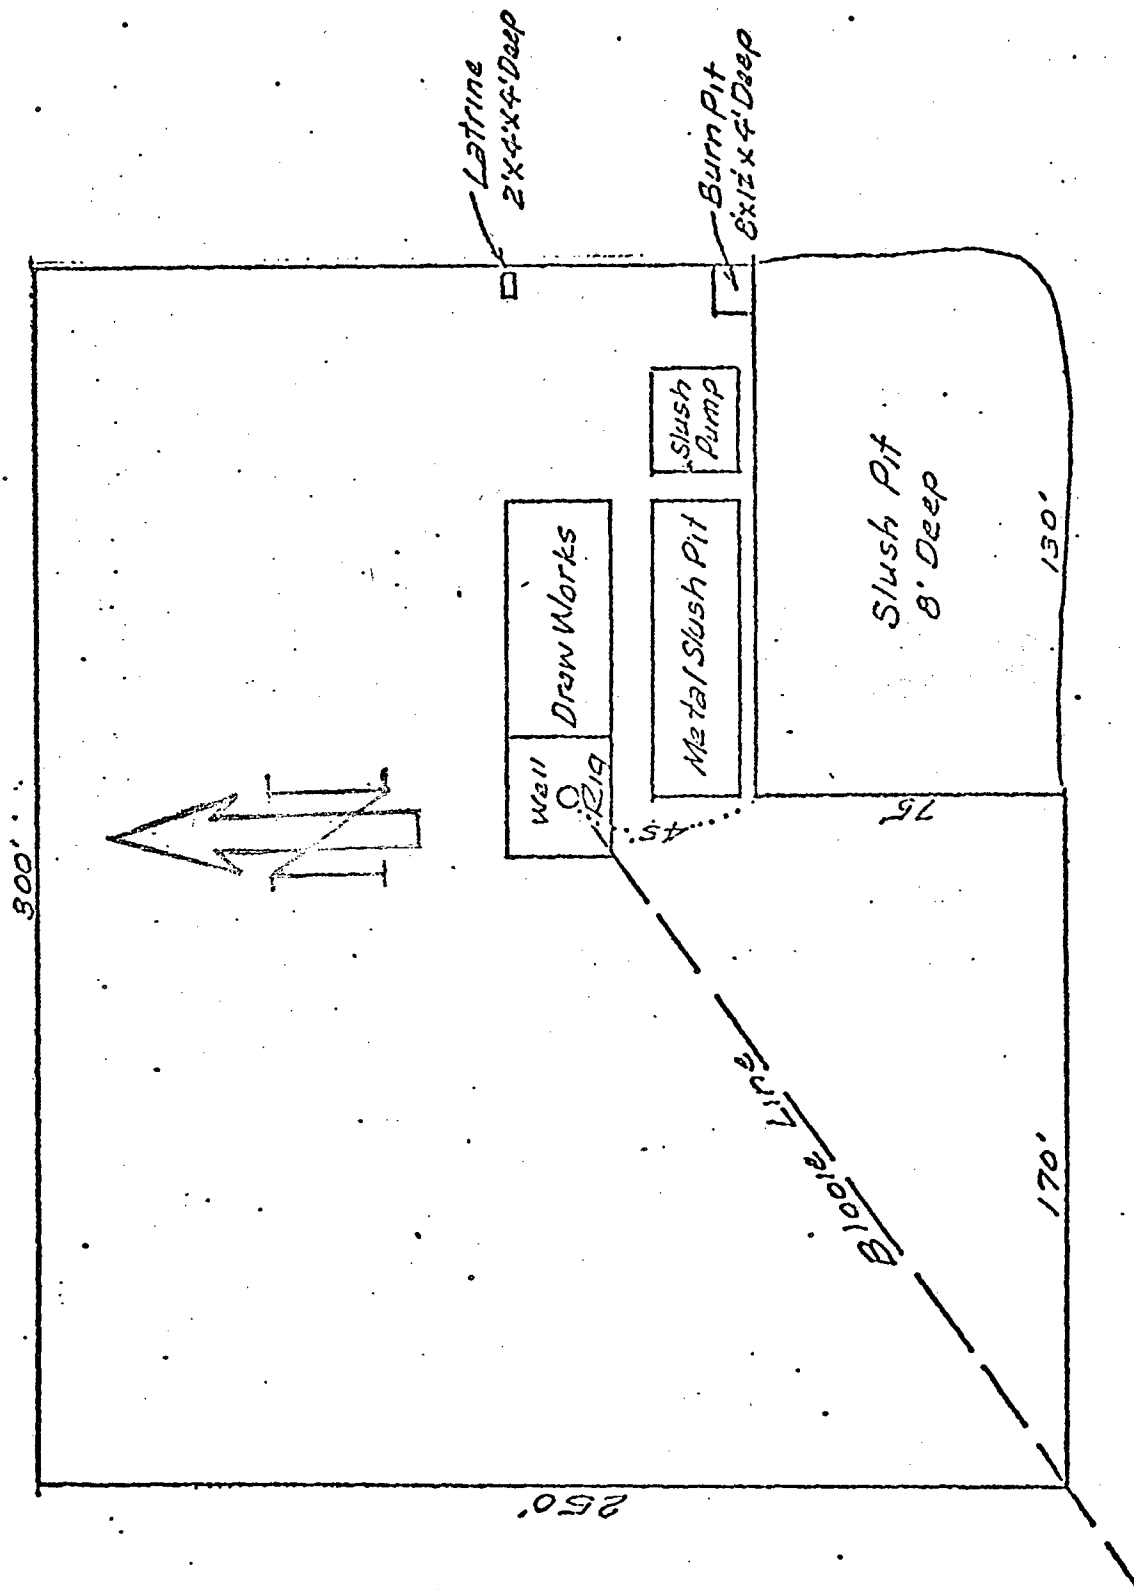 300'
N
Latrine
2'x4'x4'Deep
Well
Rig
Draw Works
45'
Metal Slush Pit
Slush
Pump
Burn Pit
8'x12'x4'Deep
250'
Blooie Line
75'
Slush Pit
8' Deep
170'
130'